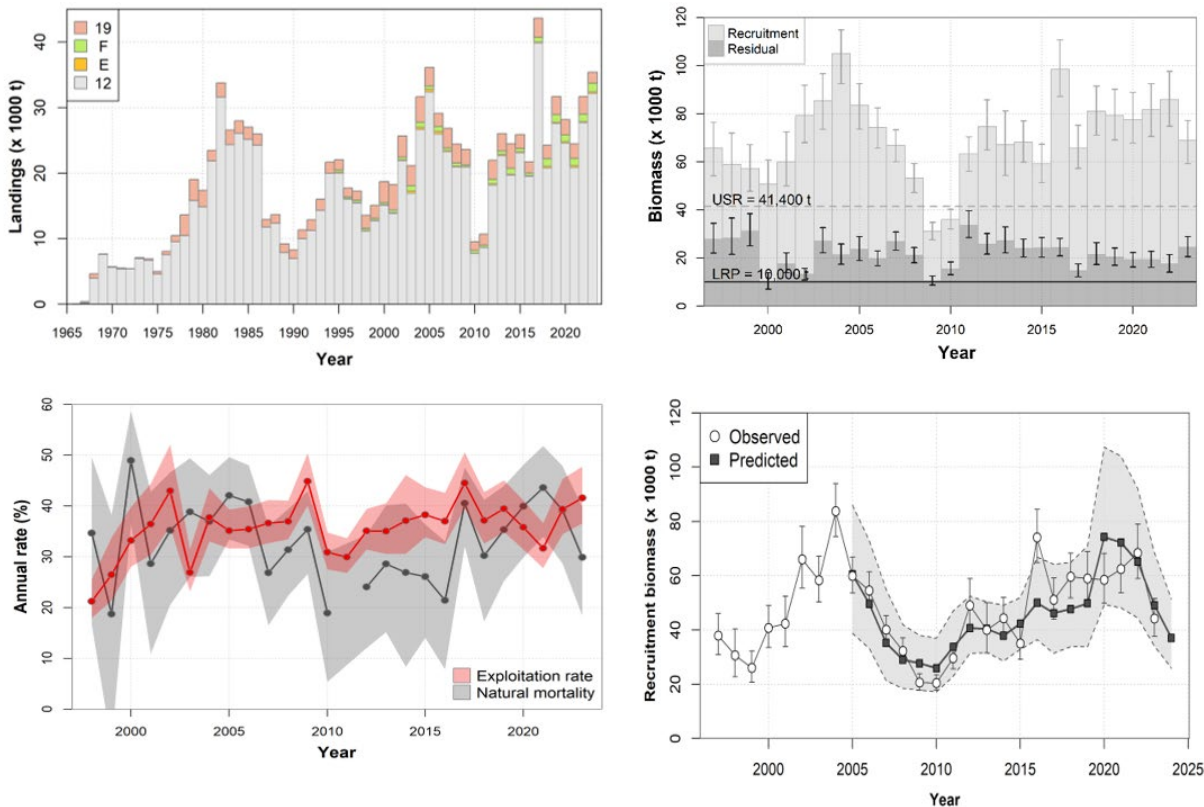 19
F
E
12
Landings (x 1000 t)
40
30
20
10
0
1965 1970 1975 1980 1985 1990 1995 2000 2005 2010 2015 2020
Year
Recruitment
Residual
Biomass (x 1000 t)
120
100
80
60
40
20
0
USR = 41,400 t
LRP = 10,000 t
2000 2005 2010 2015 2020
Year
Annual rate (%)
60
50
40
30
20
10
0
Exploitation rate
Natural mortality
2000 2005 2010 2015 2020
Year
Observed
Predicted
Recruitment biomass (x 1000 t)
120
100
80
60
40
20
0
2000 2005 2010 2015 2020 2025
Year